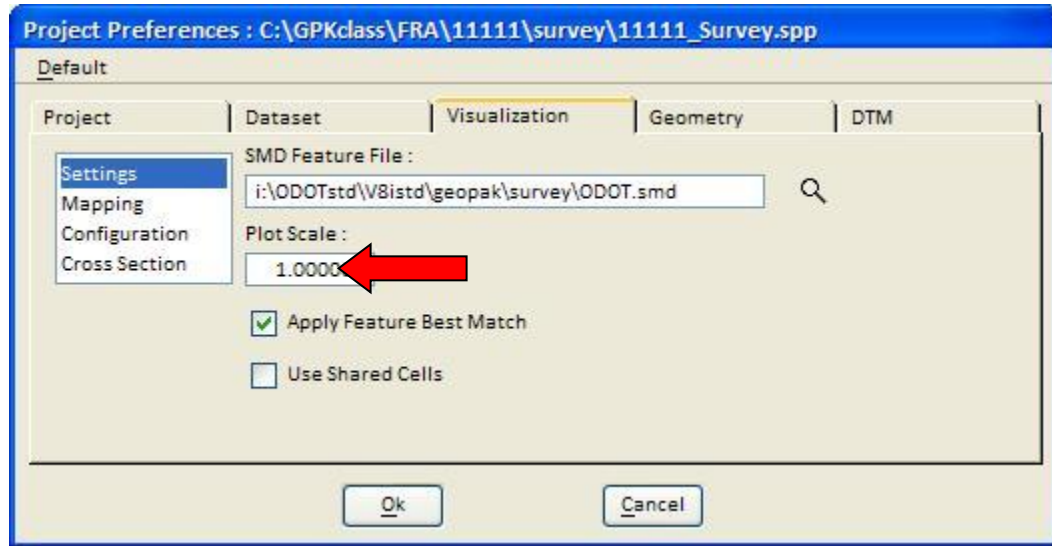 Project Preferences : C:\GPKclass\FRA\11111\survey\11111_Survey.spp
Default
Project Dataset Visualization Geometry DTM
Settings
Mapping
Configuration
Cross Section
SMD Feature File :
i:\ODOTstd\V8istd\geopak\survey\ODOT.smd
Plot Scale :
1.0000
Apply Feature Best Match
Use Shared Cells
Ok Cancel